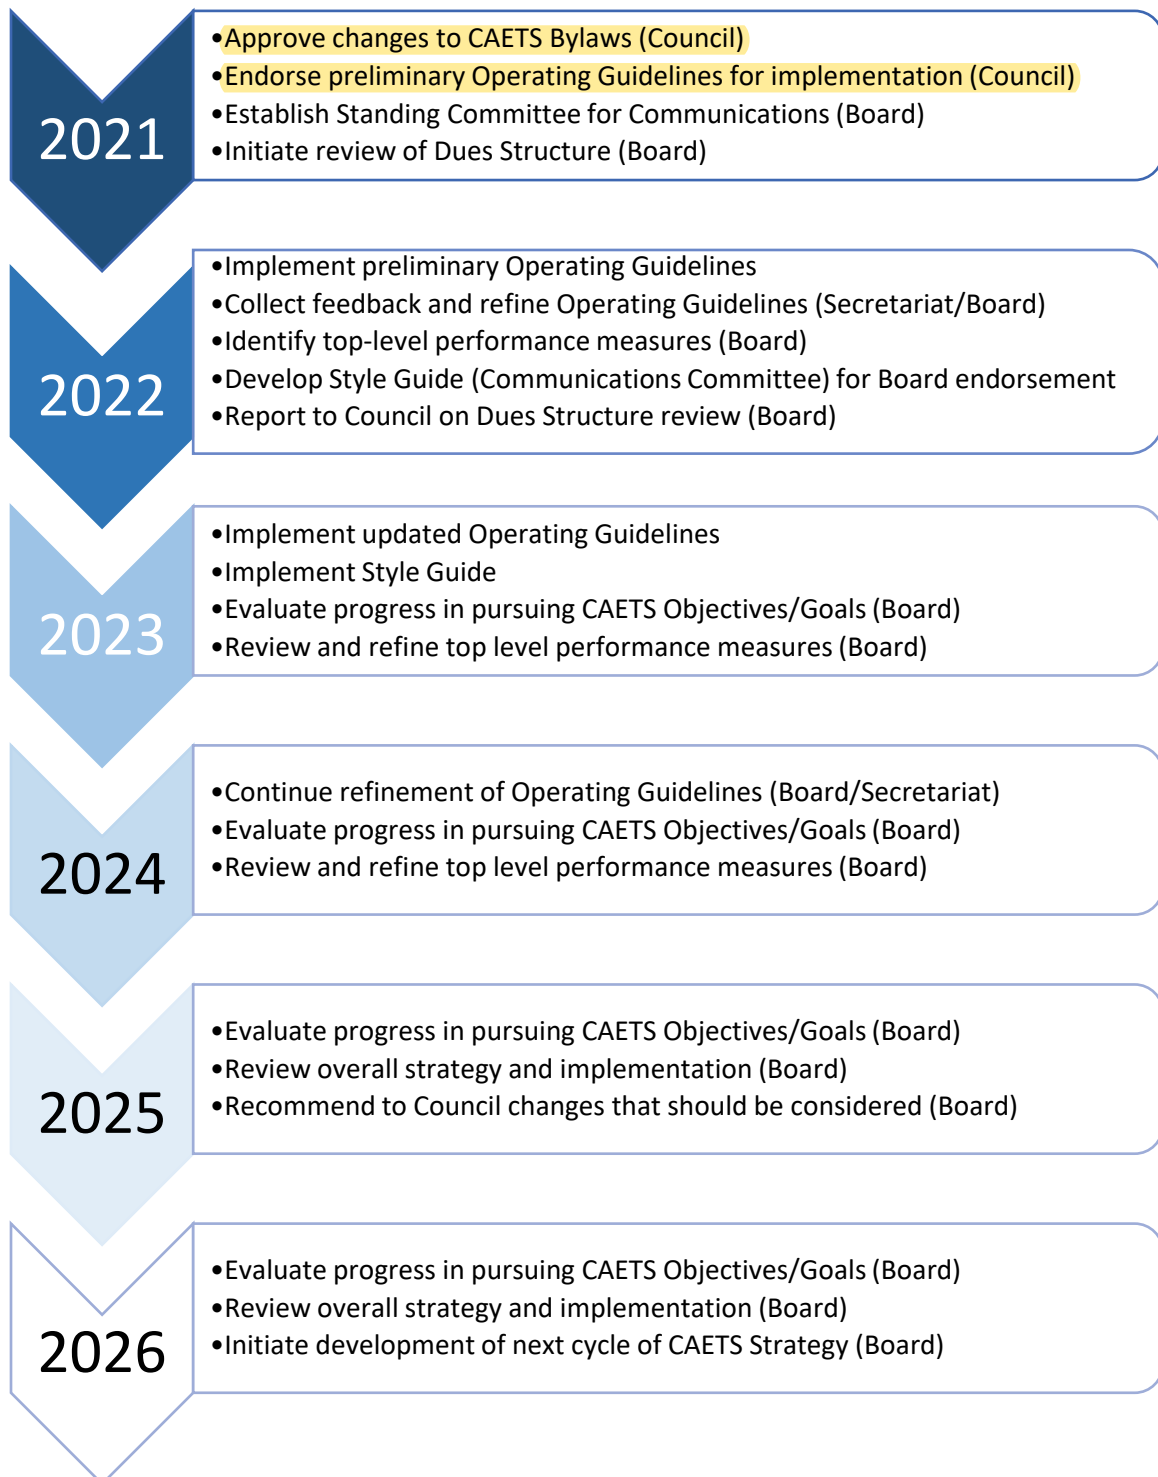 2021
•Approve changes to CAETS Bylaws (Council)
•Endorse preliminary Operating Guidelines for implementation (Council)
•Establish Standing Committee for Communications (Board)
•Initiate review of Dues Structure (Board)
2022
•Implement preliminary Operating Guidelines
•Collect feedback and refine Operating Guidelines (Secretariat/Board)
•Identify top-level performance measures (Board)
•Develop Style Guide (Communications Committee) for Board endorsement
•Report to Council on Dues Structure review (Board)
2023
•Implement updated Operating Guidelines
•Implement Style Guide
•Evaluate progress in pursuing CAETS Objectives/Goals (Board)
•Review and refine top level performance measures (Board)
2024
•Continue refinement of Operating Guidelines (Board/Secretariat)
•Evaluate progress in pursuing CAETS Objectives/Goals (Board)
•Review and refine top level performance measures (Board)
2025
•Evaluate progress in pursuing CAETS Objectives/Goals (Board)
•Review overall strategy and implementation (Board)
•Recommend to Council changes that should be considered (Board)
2026
•Evaluate progress in pursuing CAETS Objectives/Goals (Board)
•Review overall strategy and implementation (Board)
•Initiate development of next cycle of CAETS Strategy (Board)